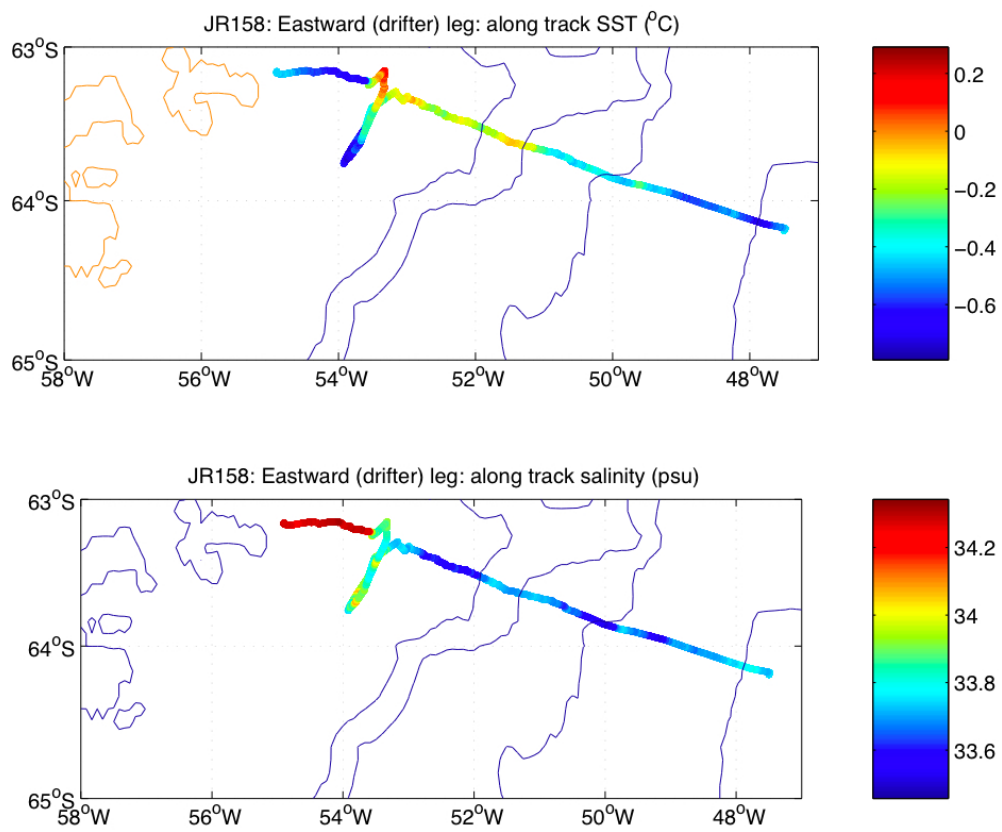 JR158: Eastward (drifter) leg: along track SST (°C)
63°S
64°S
65°S
58°W 56°W 54°W 52°W 50°W 48°W
0.2
0
−0.2
−0.4
−0.6
JR158: Eastward (drifter) leg: along track salinity (psu)
63°S
64°S
65°S
58°W 56°W 54°W 52°W 50°W 48°W
34.2
34
33.8
33.6